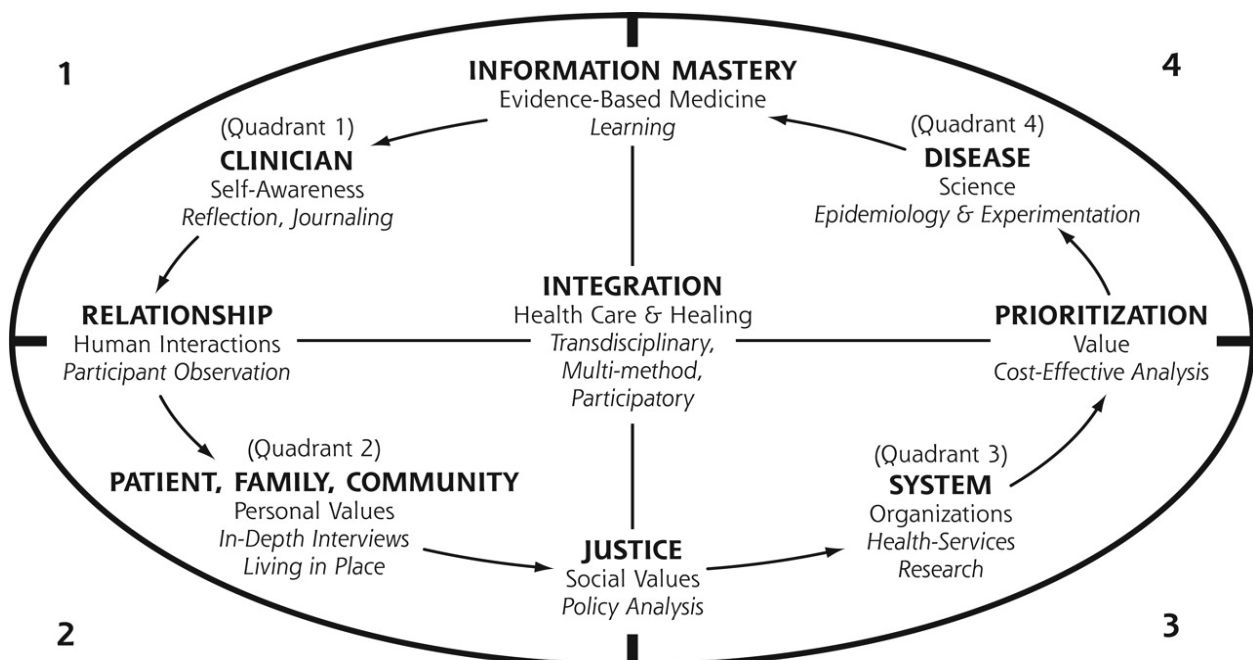 1
4
INFORMATION MASTERY
Evidence-Based Medicine
Learning
(Quadrant 1)
CLINICIAN
Self-Awareness
Reflection, Journaling
(Quadrant 4)
DISEASE
Science
Epidemiology & Experimentation
RELATIONSHIP
Human Interactions
Participant Observation
INTEGRATION
Health Care & Healing
Transdisciplinary,
Multi-method,
Participatory
PRIORITIZATION
Value
Cost-Effective Analysis
(Quadrant 2)
PATIENT, FAMILY, COMMUNITY
Personal Values
In-Depth Interviews
Living in Place
JUSTICE
Social Values
Policy Analysis
(Quadrant 3)
SYSTEM
Organizations
Health-Services
Research
2
3